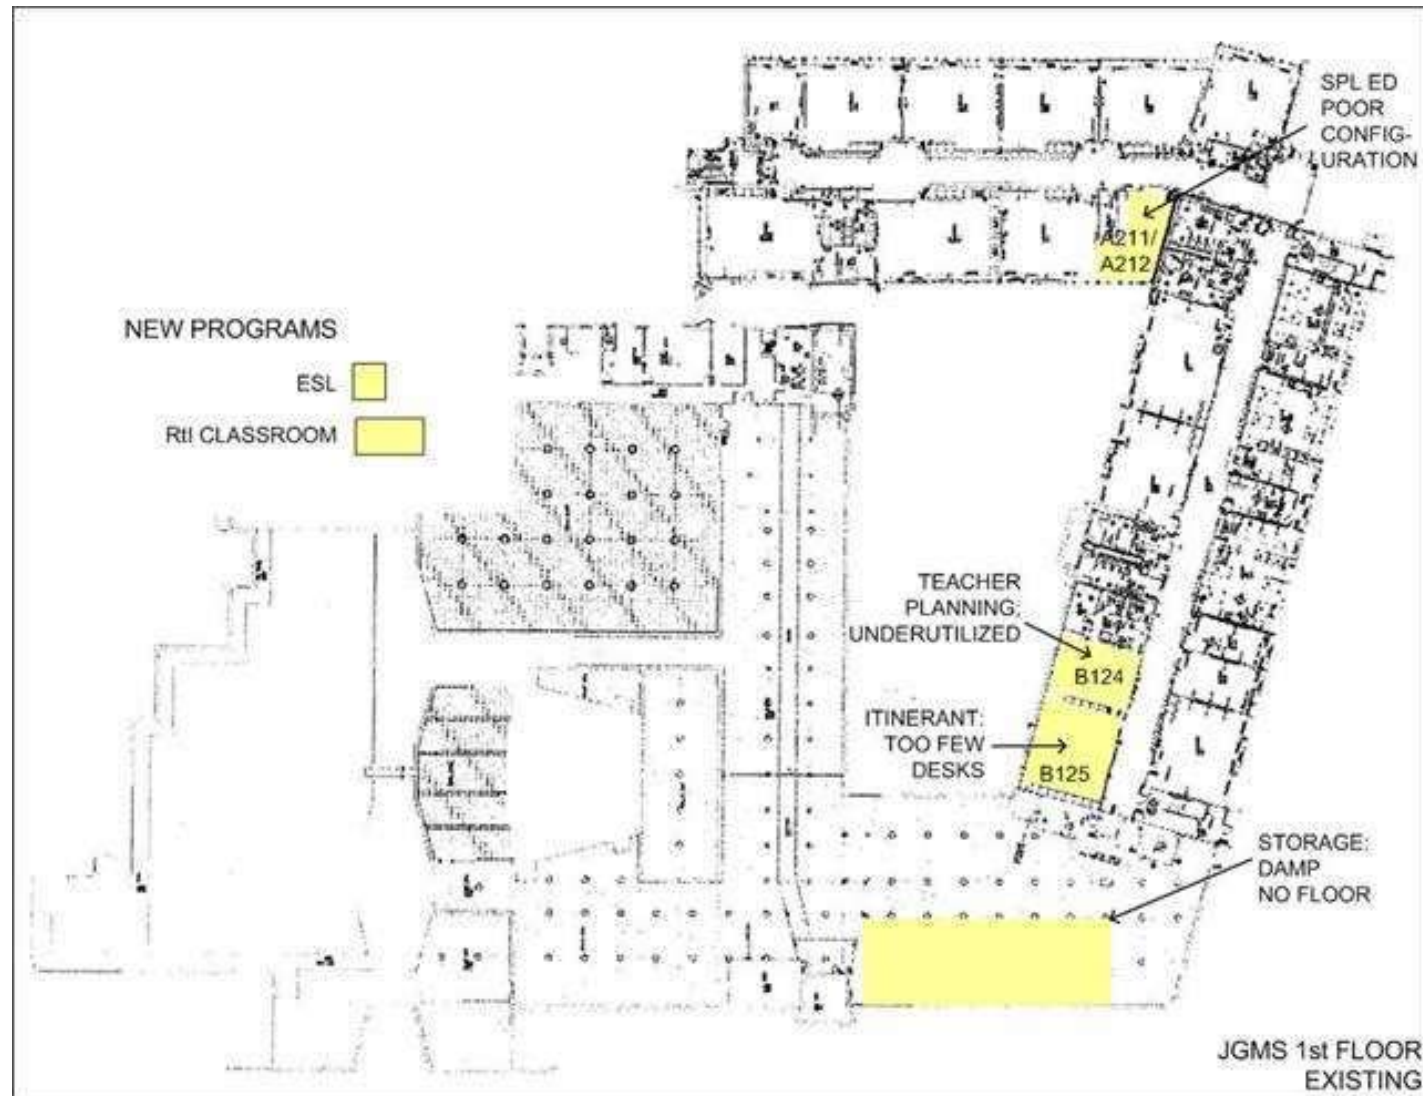 SPL ED
POOR
CONFIG-
URATION
A211/
A212
NEW PROGRAMS
ESL
RtI CLASSROOM
TEACHER
PLANNING:
UNDERUTILIZED
B124
ITINERANT:
TOO FEW
DESKS
B125
STORAGE:
DAMP
NO FLOOR
JGMS 1st FLOOR
EXISTING